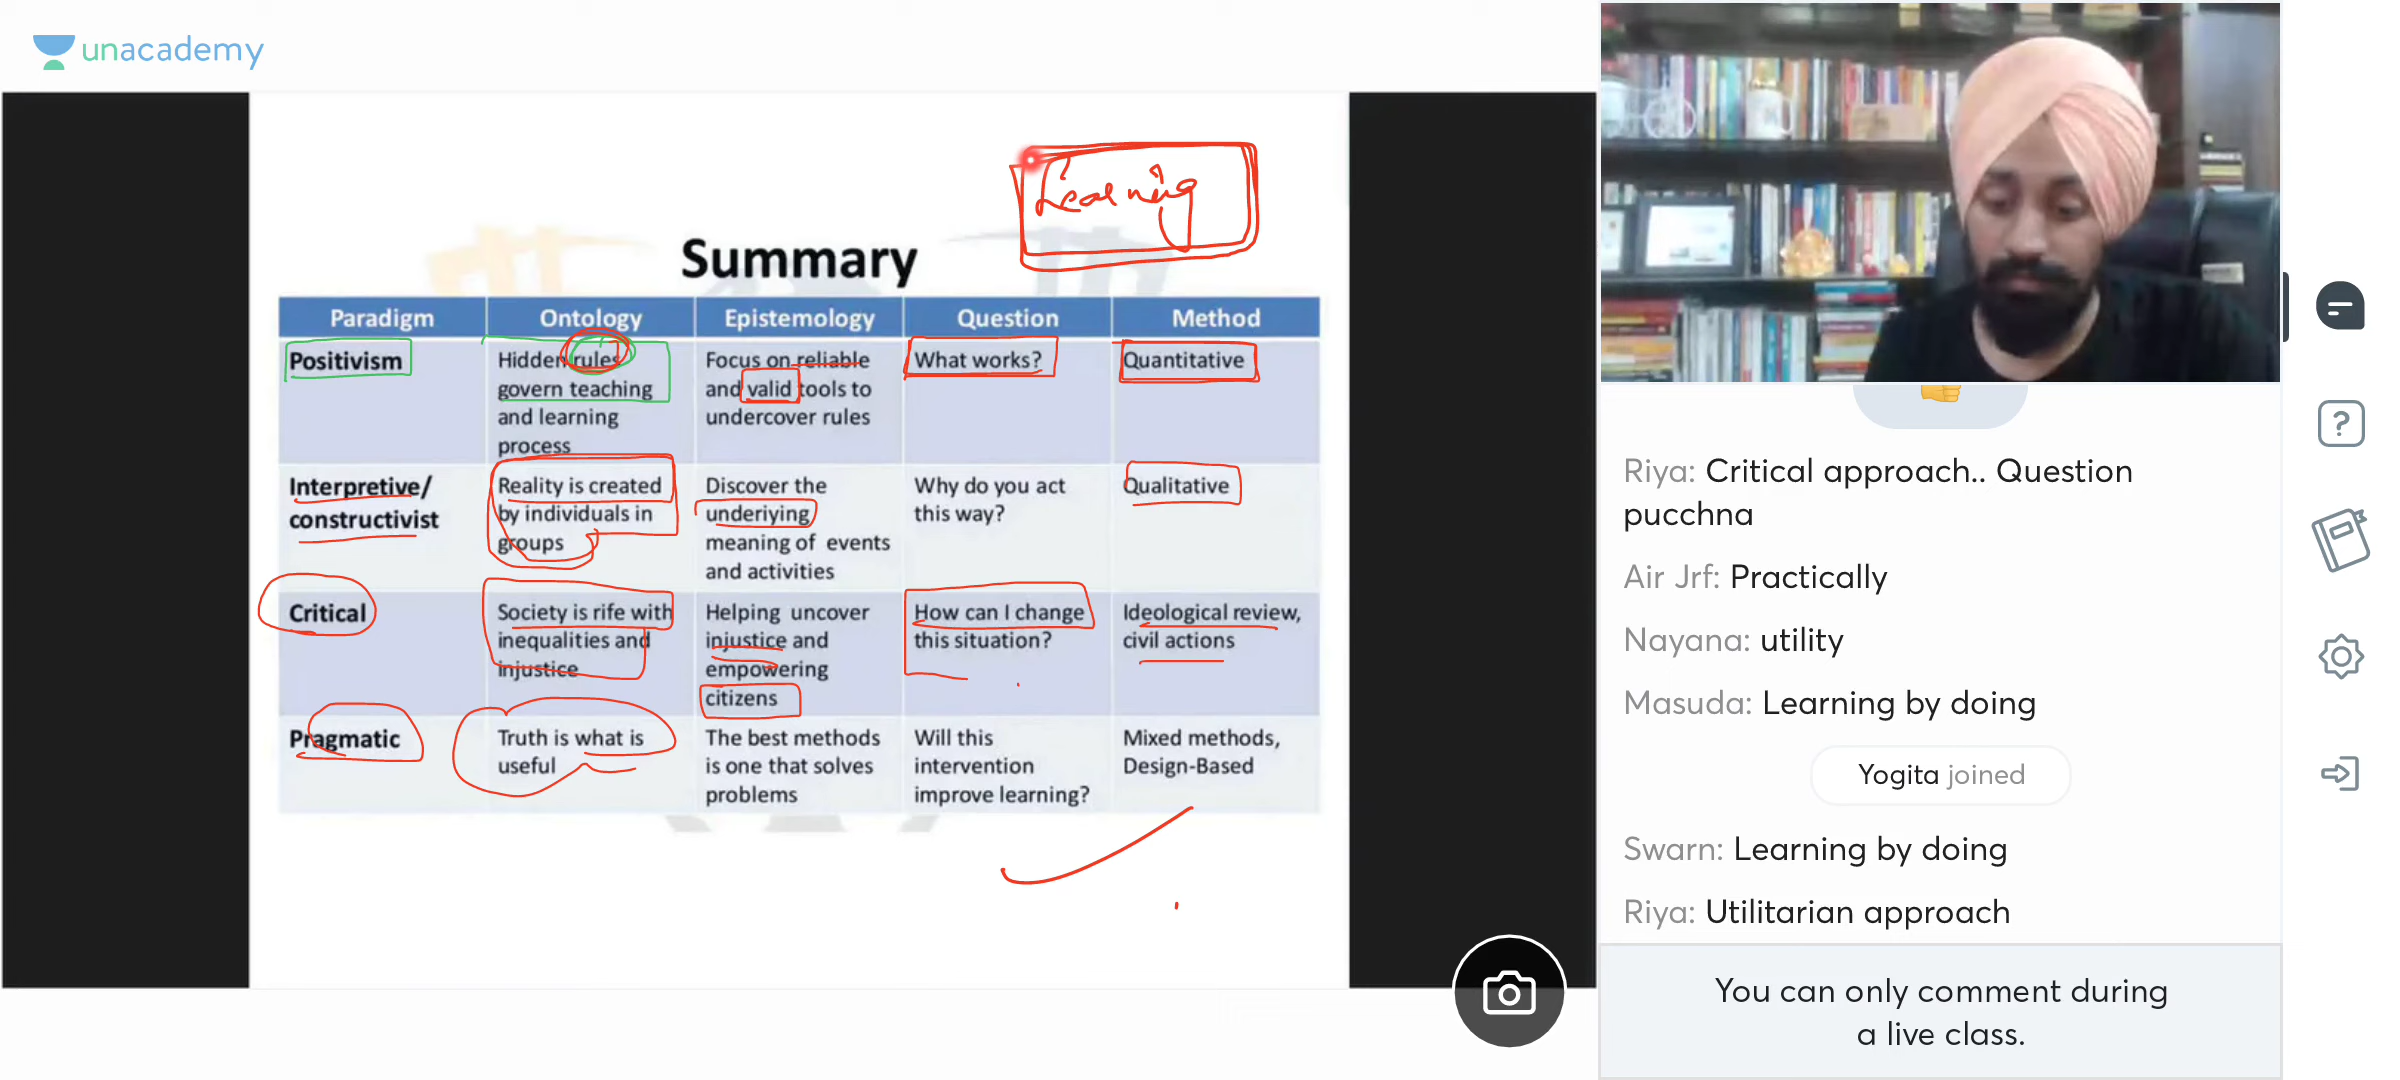 unacademy
Learning
Summary
Paradigm
Ontology
Epistemology
Question
Method
Positivism
Hidden rules
govern teaching
and learning
process
Focus on reliable
and valid tools to
undercover rules
What works?
Quantitative
Interpretive/
constructivist
Reality is created
by individuals in
groups
Discover the
underiying
meaning of events
and activities
Why do you act
this way?
Qualitative
Critical
Society is rife with
inequalities and
injustice
Helping uncover
injustice and
empowering
citizens
How can I change
this situation?
Ideological review,
civil actions
Pragmatic
Truth is what is
useful
The best methods
is one that solves
problems
Will this
intervention
improve learning?
Mixed methods,
Design-Based
Riya: Critical approach.. Question
pucchna
Air Jrf: Practically
Nayana: utility
Masuda: Learning by doing
Yogita joined
Swarn: Learning by doing
Riya: Utilitarian approach
You can only comment during
a live class.
?